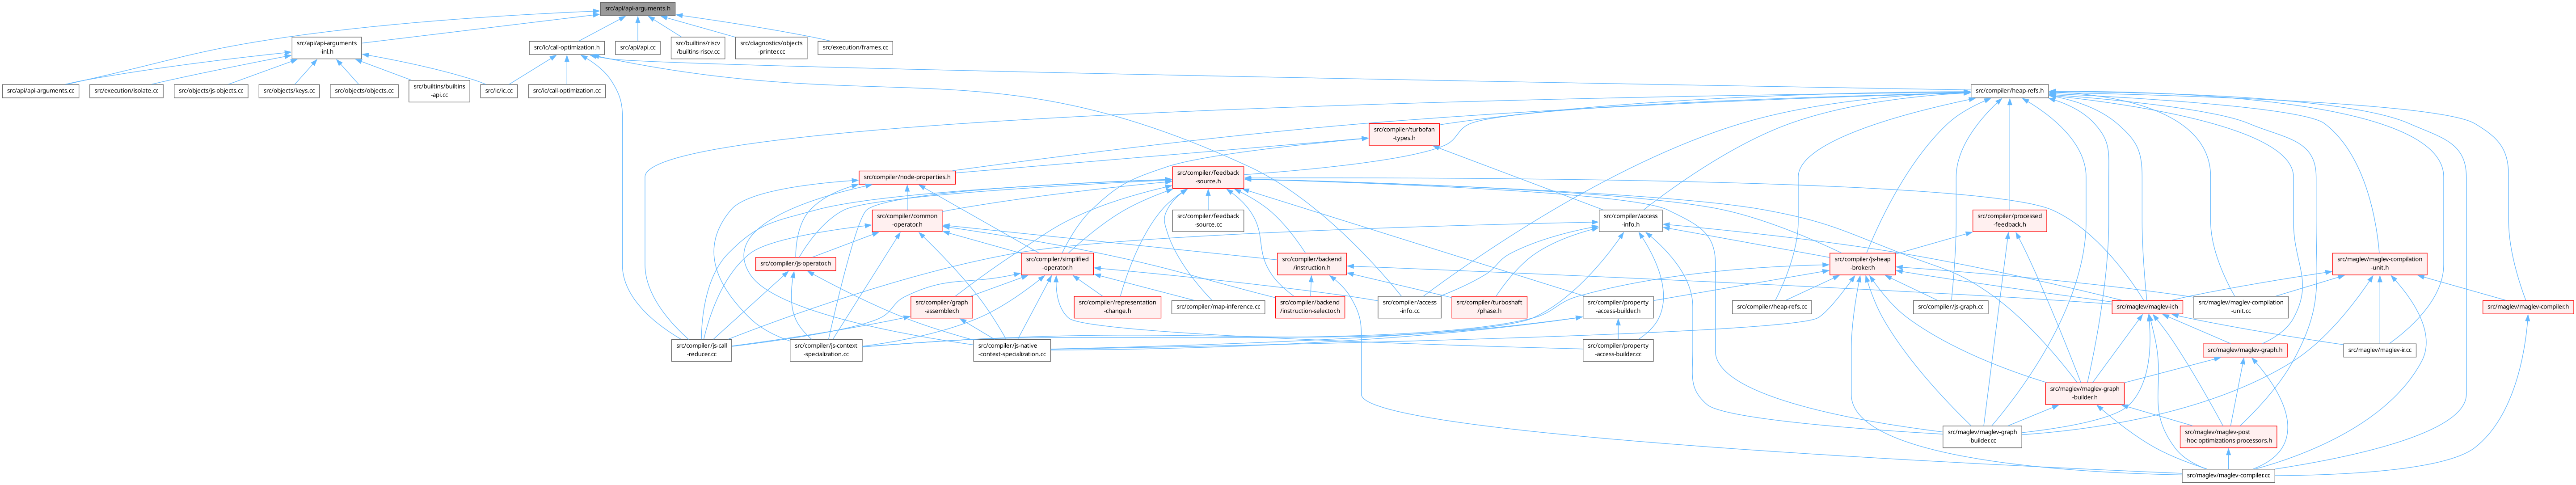 src/api/api-arguments.h
src/api/api-arguments
-inl.h
src/ic/call-optimization.h
src/api/api.cc
src/builtins/riscv
/builtins-riscv.cc
src/diagnostics/objects
-printer.cc
src/execution/frames.cc
src/api/api-arguments.cc
src/execution/isolate.cc
src/objects/js-objects.cc
src/objects/keys.cc
src/objects/objects.cc
src/builtins/builtins
-api.cc
src/ic/ic.cc
src/ic/call-optimization.cc
src/compiler/heap-refs.h
src/compiler/turbofan
-types.h
src/compiler/node-properties.h
src/compiler/feedback
-source.h
src/compiler/common
-operator.h
src/compiler/feedback
-source.cc
src/compiler/access
-info.h
src/compiler/processed
-feedback.h
src/compiler/js-operator.h
src/compiler/simplified
-operator.h
src/compiler/backend
/instruction.h
src/compiler/js-heap
-broker.h
src/maglev/maglev-compilation
-unit.h
src/compiler/graph
-assembler.h
src/compiler/representation
-change.h
src/compiler/map-inference.cc
src/compiler/backend
/instruction-selector.h
src/compiler/access
-info.cc
src/compiler/turboshaft
/phase.h
src/compiler/property
-access-builder.h
src/compiler/heap-refs.cc
src/compiler/js-graph.cc
src/maglev/maglev-ir.h
src/maglev/maglev-compilation
-unit.cc
src/maglev/maglev-compiler.h
src/compiler/js-call
-reducer.cc
src/compiler/js-context
-specialization.cc
src/compiler/js-native
-context-specialization.cc
src/compiler/property
-access-builder.cc
src/maglev/maglev-graph.h
src/maglev/maglev-ir.cc
src/maglev/maglev-graph
-builder.h
src/maglev/maglev-graph
-builder.cc
src/maglev/maglev-post
-hoc-optimizations-processors.h
src/maglev/maglev-compiler.cc